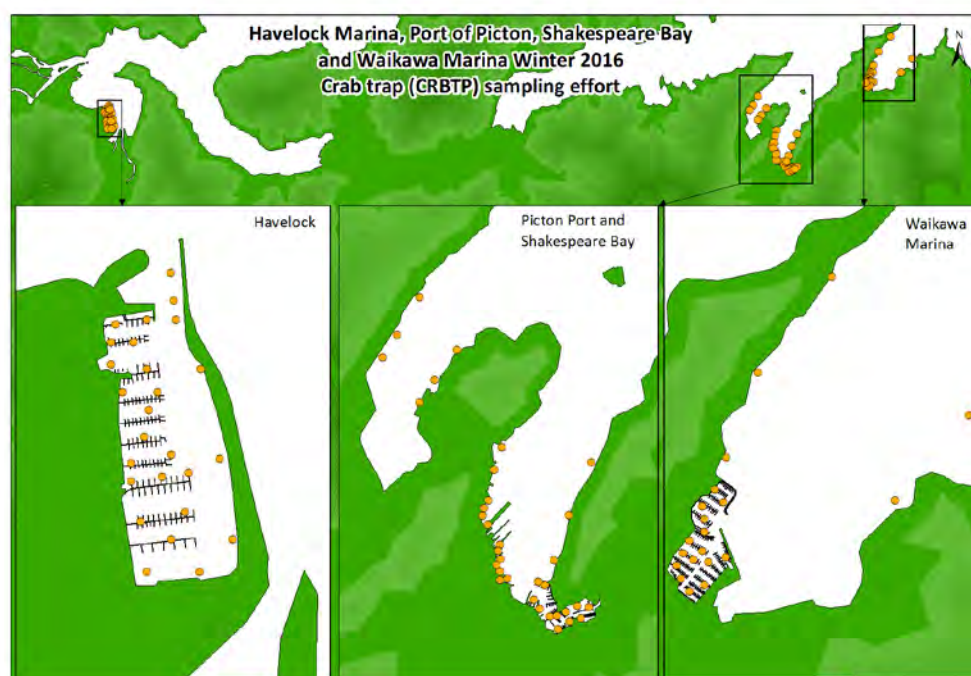 Havelock Marina, Port of Picton, Shakespeare Bay
and Waikawa Marina Winter 2016
Crab trap (CRBTP) sampling effort
N
Havelock
Picton Port and
Shakespeare Bay
Waikawa
Marina